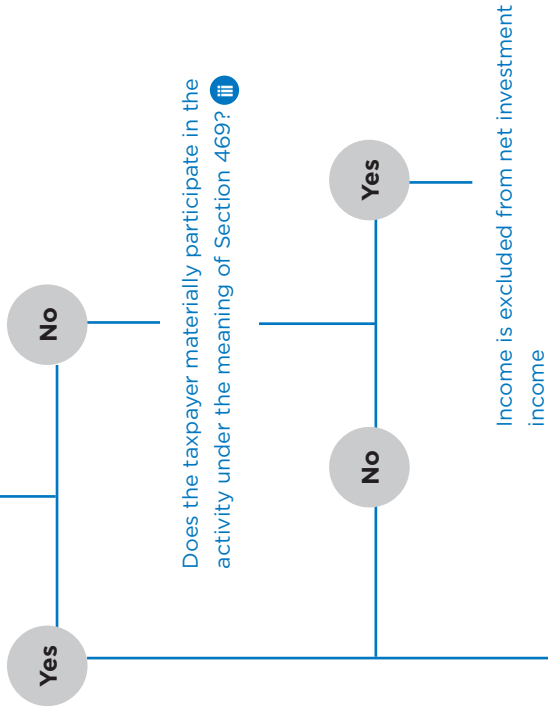 Yes
No
Does the taxpayer materially participate in the
activity under the meaning of Section 469? iii
No
Yes
Income is excluded from net investment
income